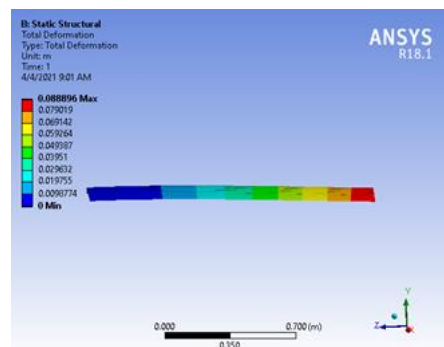 B: Static Structural
Total Deformation
Type: Total Deformation
Unit: m
Time: 1
4/4/2021 9:01 AM
ANSYS
R18.1
0.088896 Max
0.079019
0.069142
0.059264
0.049387
0.03951
0.029632
0.019755
0.0098774
0 Min
Y
Z
X
0.000
0.700 (m)
0.350